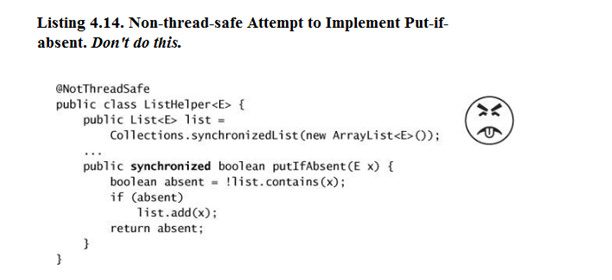 Listing 4.14. Non-thread-safe Attempt to Implement Put-if-
absent. Don't do this.
@NotThreadSafe
public class ListHelper<E> {
    public List<E> list =
        Collections.synchronizedList(new ArrayList<E>());
    ...
    public synchronized boolean putIfAbsent(E x) {
        boolean absent = !list.contains(x);
        if (absent)
            list.add(x);
        return absent;
    }
}